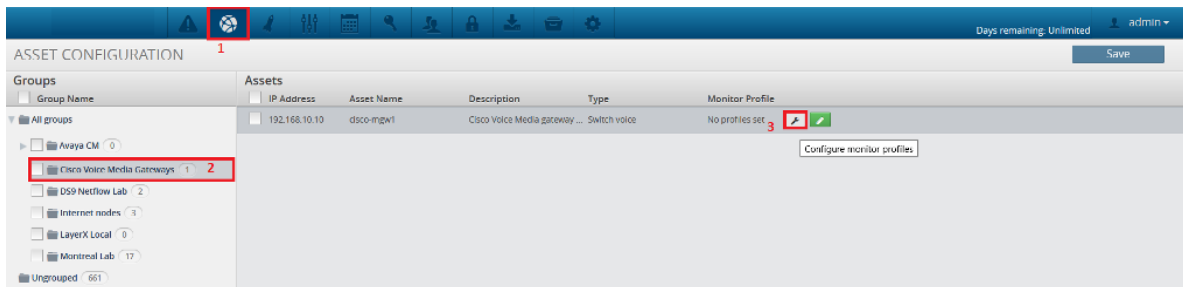 Days remaining: Unlimited
admin
ASSET CONFIGURATION
1
Save
Groups
Assets
Group Name
IP Address Asset Name Description Type Monitor Profile
All groups
192.168.10.10 cisco-mgw1 Cisco Voice Media gateway ... Switch voice No profiles set 3
Configure monitor profiles
Avaya CM 0
Cisco Voice Media Gateways 1 2
DS9 Netflow Lab 2
Internet nodes 3
LayerX Local 0
Montreal Lab 17
Ungrouped 661